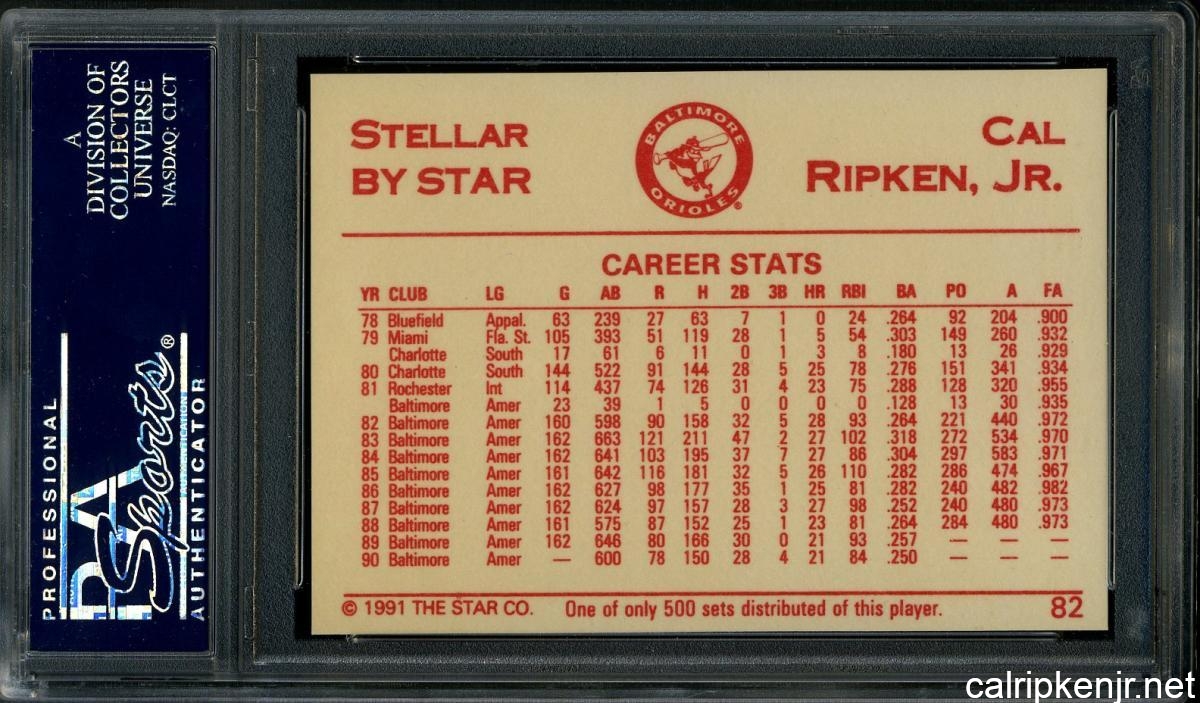 A
DIVISION OF
COLLECTORS
UNIVERSE
NASDAQ: CLCT
PROFESSIONAL
PSA
Sports®
AUTHENTICATOR
STELLAR
BY STAR
BALTIMORE
ORIOLES®
CAL
RIPKEN, JR.
CAREER STATS
YR CLUB LG G AB R H 2B 3B HR RBI BA PO A FA
78 Bluefield Appal. 63 239 27 63 7 1 0 24 .264 92 204 .900
79 Miami Fla. St. 105 393 51 119 28 1 5 54 .303 149 260 .932
Charlotte South 17 61 6 11 0 1 3 8 .180 13 26 .929
80 Charlotte South 144 522 91 144 28 5 25 78 .276 151 341 .934
81 Rochester Int 114 437 74 126 31 4 23 75 .288 128 320 .955
Baltimore Amer 23 39 1 5 0 0 0 0 .128 13 30 .935
82 Baltimore Amer 160 598 90 158 32 5 28 93 .264 221 440 .972
83 Baltimore Amer 162 663 121 211 47 2 27 102 .318 272 534 .970
84 Baltimore Amer 162 641 103 195 37 7 27 86 .304 297 583 .971
85 Baltimore Amer 161 642 116 181 32 5 26 110 .282 286 474 .967
86 Baltimore Amer 162 627 98 177 35 1 25 81 .282 240 482 .982
87 Baltimore Amer 162 624 97 157 28 3 27 98 .252 240 480 .973
88 Baltimore Amer 161 575 87 152 25 1 23 81 .264 284 480 .973
89 Baltimore Amer 162 646 80 166 30 0 21 93 .257 — — —
90 Baltimore Amer — 600 78 150 28 4 21 84 .250 — — —
© 1991 THE STAR CO. One of only 500 sets distributed of this player. 82
calripkenjr.net